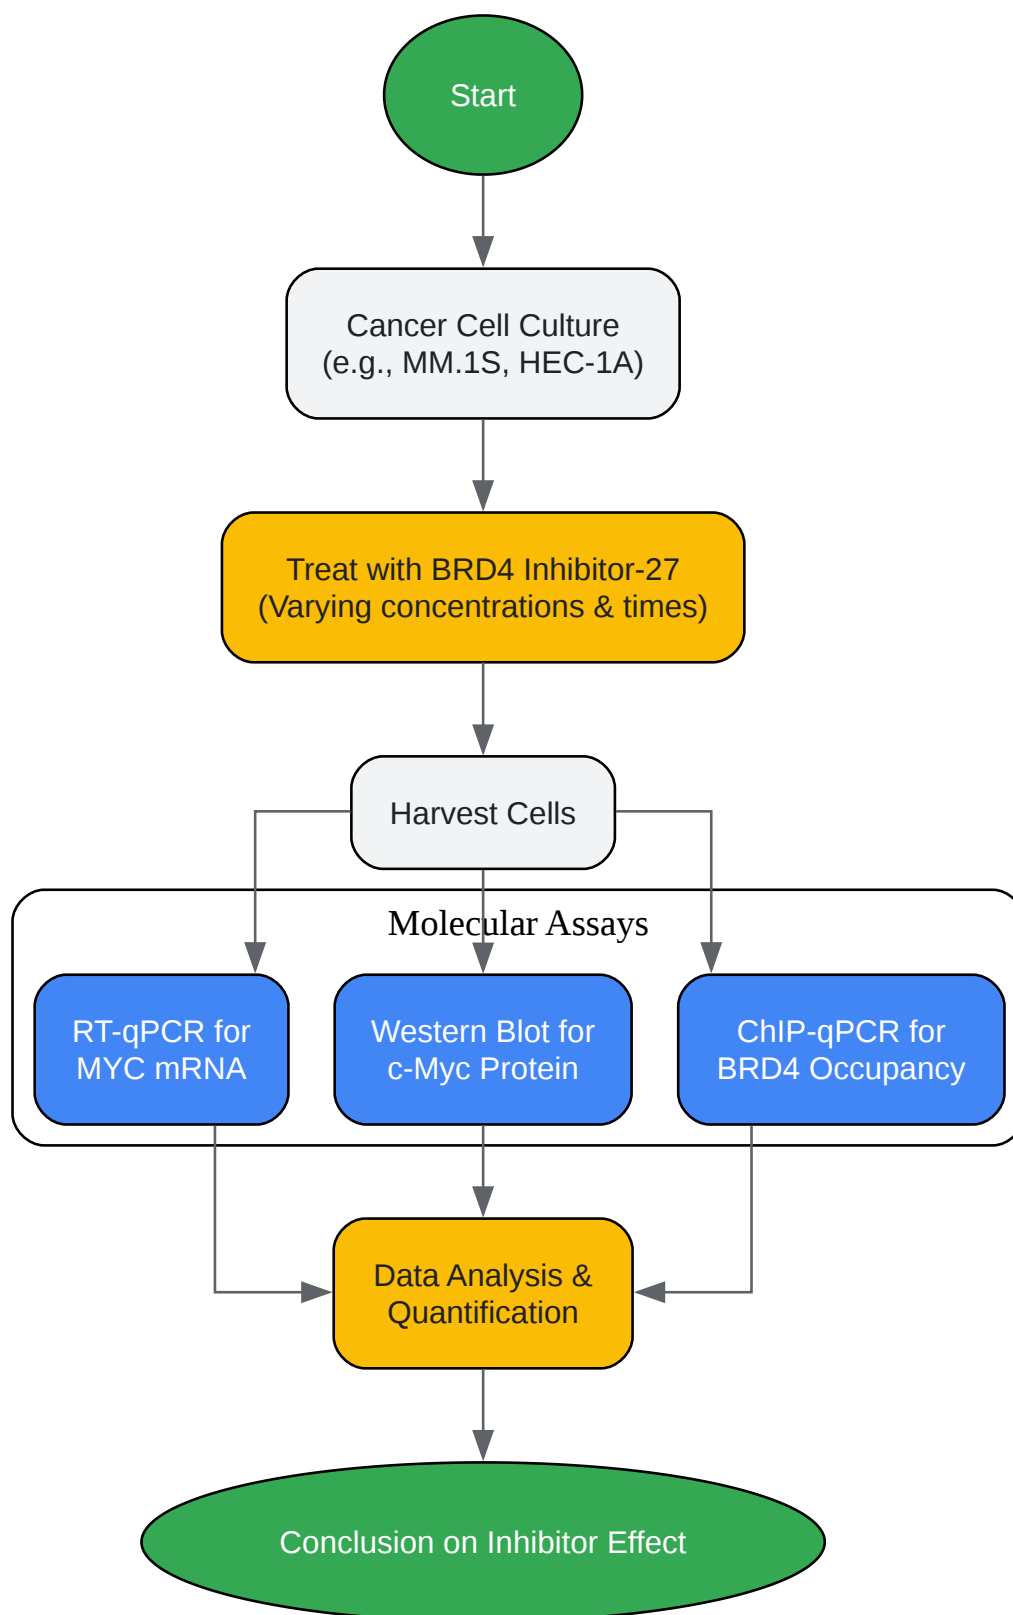 Start
Cancer Cell Culture
(e.g., MM.1S, HEC-1A)
Treat with BRD4 Inhibitor-27
(Varying concentrations & times)
Harvest Cells
Molecular Assays
RT-qPCR for
MYC mRNA
Western Blot for
c-Myc Protein
ChIP-qPCR for
BRD4 Occupancy
Data Analysis &
Quantification
Conclusion on Inhibitor Effect